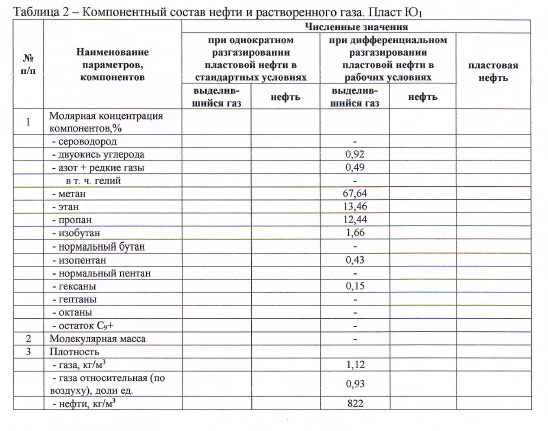 Таблица 2 – Компонентный состав нефти и растворенного газа. Пласт Ю1
№ п/п
Наименование параметров, компонентов
Численные значения
при однократном разгазировании пластовой нефти в стандартных условиях
при дифференциальном разгазировании пластовой нефти в рабочих условиях
пластовая нефть
выделив-шийся газ
нефть
выделив-шийся газ
нефть
1 Молярная концентрация компонентов,%
- сероводород -
- двуокись углерода 0,92
- азот + редкие газы 0,49
в т. ч. гелий -
- метан 67,64
- этан 13,46
- пропан 12,44
- изобутан 1,66
- нормальный бутан -
- изопентан 0,43
- нормальный пентан -
- гексаны 0,15
- гептаны -
- октаны -
- остаток С9+ -
2 Молекулярная масса -
3 Плотность
- газа, кг/м³ 1,12
- газа относительная (по воздуху), доли ед. 0,93
- нефти, кг/м³ 822